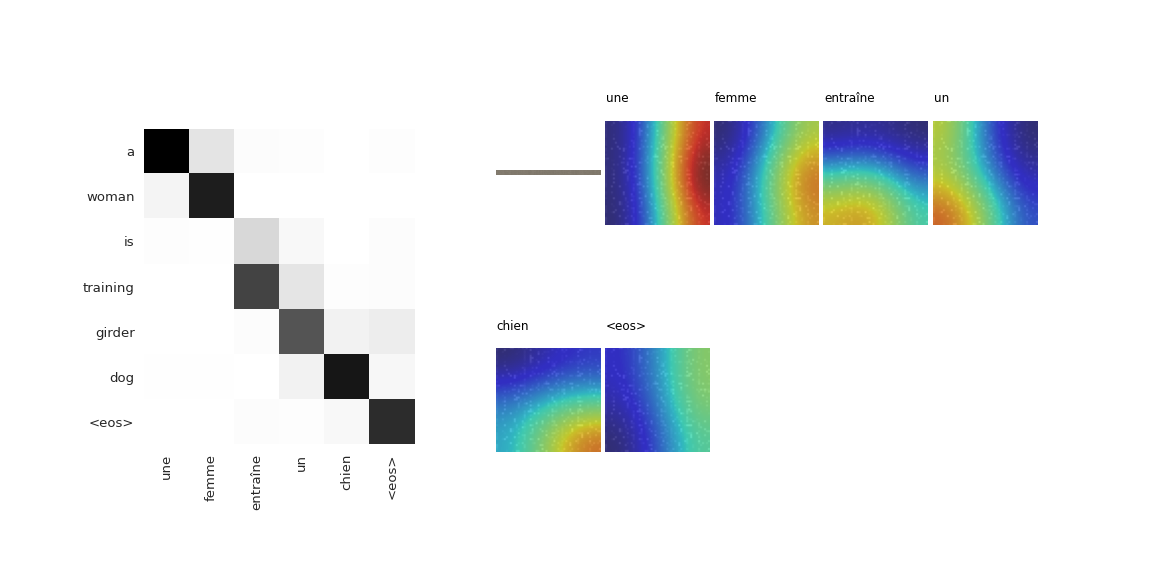 a
woman
is
training
girder
dog
<eos>
une
femme
entraîne
un
chien
<eos>
une
femme
entraîne
un
chien
<eos>